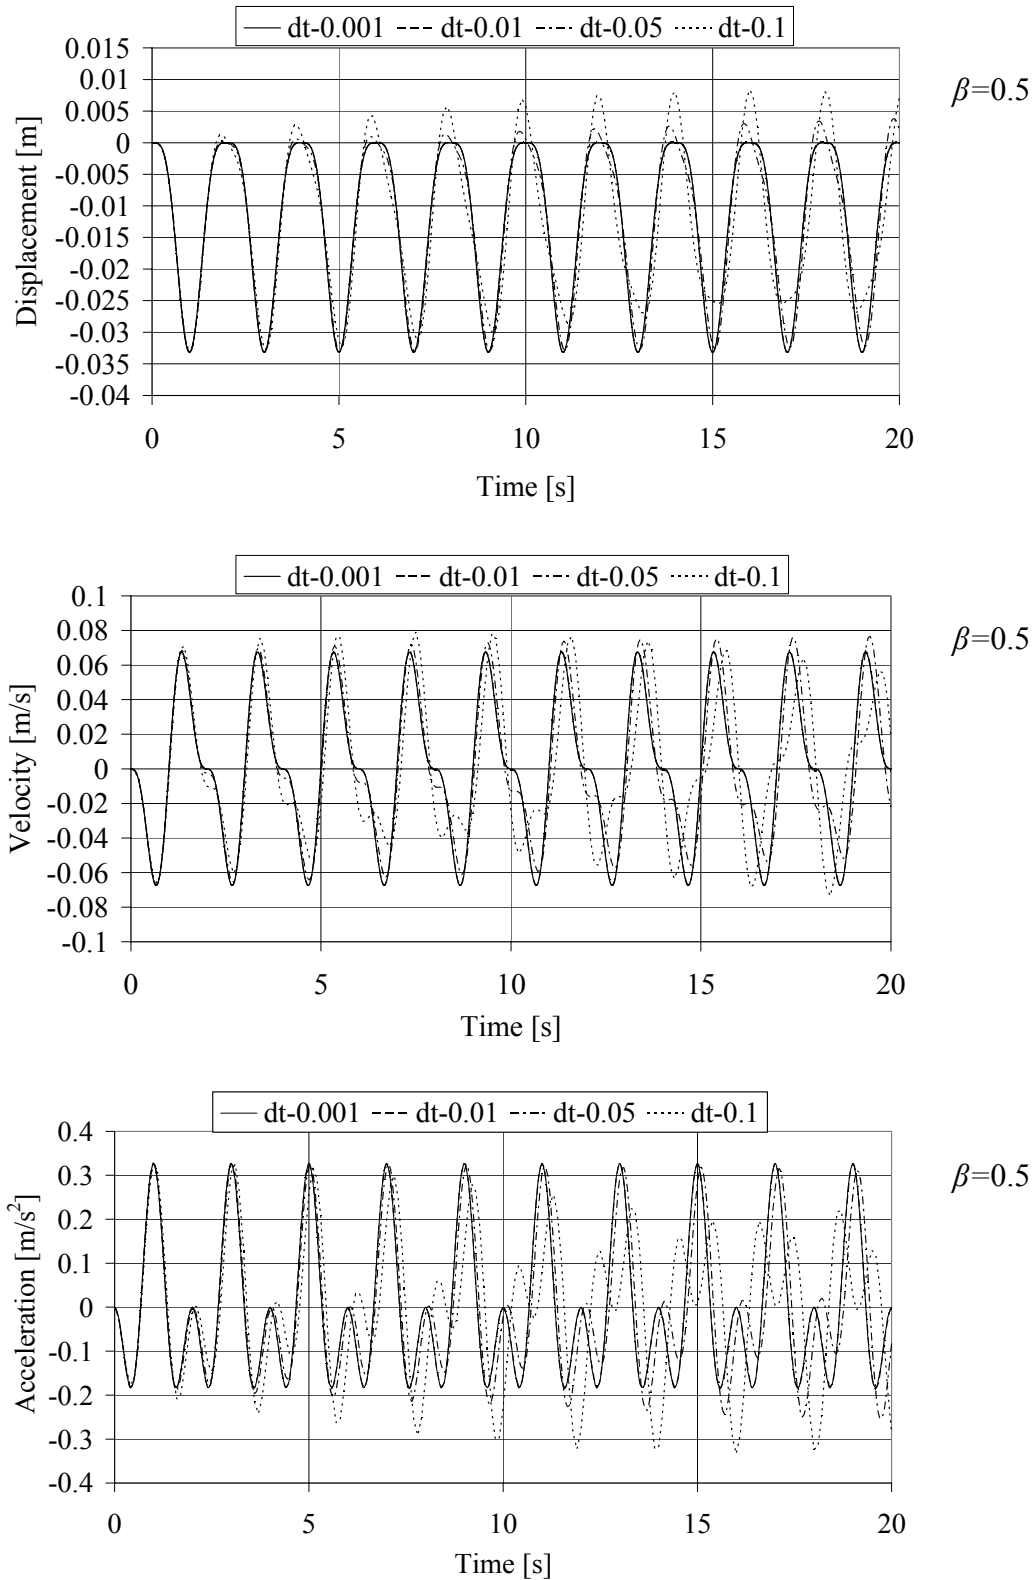 dt-0.001 dt-0.01 dt-0.05 dt-0.1
0.015
0.01
0.005
0
-0.005
-0.01
-0.015
-0.02
-0.025
-0.03
-0.035
-0.04
Displacement [m]
β=0.5
0 5 10 15 20
Time [s]
dt-0.001 dt-0.01 dt-0.05 dt-0.1
0.1
0.08
0.06
0.04
0.02
0
-0.02
-0.04
-0.06
-0.08
-0.1
Velocity [m/s]
β=0.5
0 5 10 15 20
Time [s]
dt-0.001 dt-0.01 dt-0.05 dt-0.1
0.4
0.3
0.2
0.1
0
-0.1
-0.2
-0.3
-0.4
Acceleration [m/s²]
β=0.5
0 5 10 15 20
Time [s]